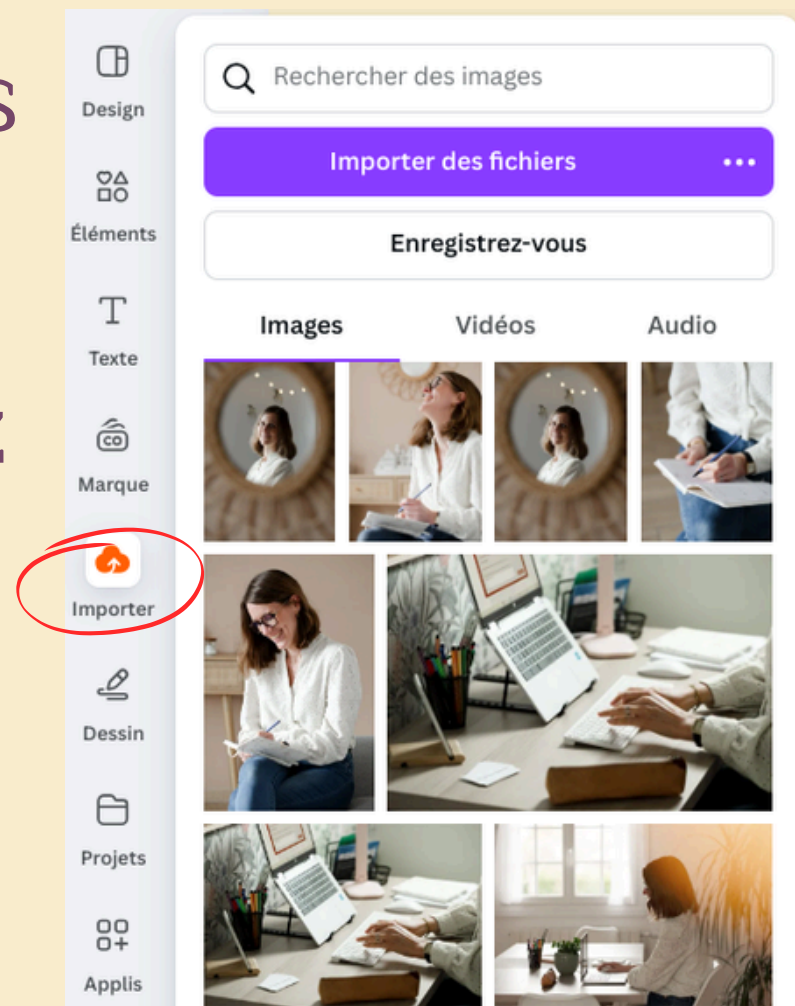 s
z
Design
Éléments
Texte
CO
Marque
Importer
Dessin
Projets
Applis
Rechercher des images
Importer des fichiers
Enregistrez-vous
Images Vidéos Audio